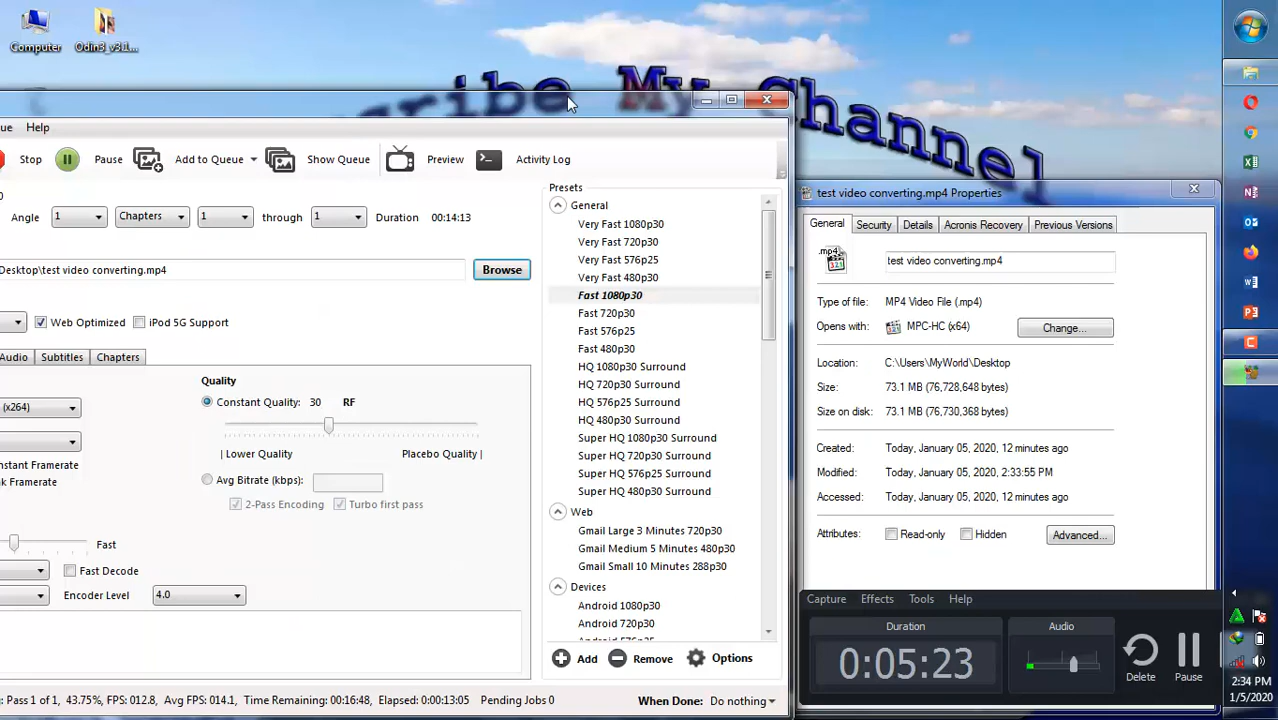 Computer
Odin3_v3.1...
ribe My Channel
ue Help
Stop Pause Add to Queue Show Queue Preview Activity Log
Angle 1 Chapters 1 through 1 Duration 00:14:13
Desktop\test video converting.mp4 Browse
Web Optimized iPod 5G Support
Audio Subtitles Chapters
Quality
(x264) Constant Quality: 30 RF
| Lower Quality Placebo Quality |
nstant Framerate
k Framerate
Avg Bitrate (kbps):
2-Pass Encoding Turbo first pass
Fast
Fast Decode
Encoder Level 4.0
Presets
General
Very Fast 1080p30
Very Fast 720p30
Very Fast 576p25
Very Fast 480p30
Fast 1080p30
Fast 720p30
Fast 576p25
Fast 480p30
HQ 1080p30 Surround
HQ 720p30 Surround
HQ 576p25 Surround
HQ 480p30 Surround
Super HQ 1080p30 Surround
Super HQ 720p30 Surround
Super HQ 576p25 Surround
Super HQ 480p30 Surround
Web
Gmail Large 3 Minutes 720p30
Gmail Medium 5 Minutes 480p30
Gmail Small 10 Minutes 288p30
Devices
Android 1080p30
Android 720p30
Android 576p25
Add Remove Options
g: Pass 1 of 1, 43.75%, FPS: 012.8, Avg FPS: 014.1, Time Remaining: 00:16:48, Elapsed: 0:00:13:05 Pending Jobs 0 When Done: Do nothing
test video converting.mp4 Properties
General Security Details Acronis Recovery Previous Versions
.mp4 321 test video converting.mp4
Type of file: MP4 Video File (.mp4)
Opens with: MPC-HC (x64) Change...
Location: C:\Users\MyWorld\Desktop
Size: 73.1 MB (76,728,648 bytes)
Size on disk: 73.1 MB (76,730,368 bytes)
Created: Today, January 05, 2020, 12 minutes ago
Modified: Today, January 05, 2020, 2:33:55 PM
Accessed: Today, January 05, 2020, 12 minutes ago
Attributes: Read-only Hidden Advanced...
Capture Effects Tools Help
Duration Audio
0:05:23
Delete Pause
2:34 PM
1/5/2020